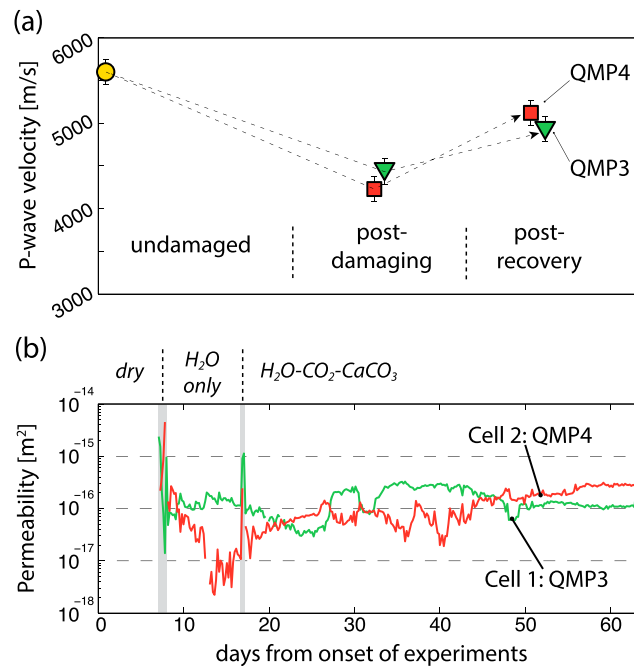 (a)
6000
5000
4000
3000
P-wave velocity [m/s]
QMP4
QMP3
undamaged
post-
damaging
post-
recovery
(b)
dry
H₂O
only
H₂O-CO₂-CaCO₃
10⁻¹⁴
10⁻¹⁵
10⁻¹⁶
10⁻¹⁷
10⁻¹⁸
Permeability [m²]
Cell 2: QMP4
Cell 1: QMP3
0 10 20 30 40 50 60
days from onset of experiments